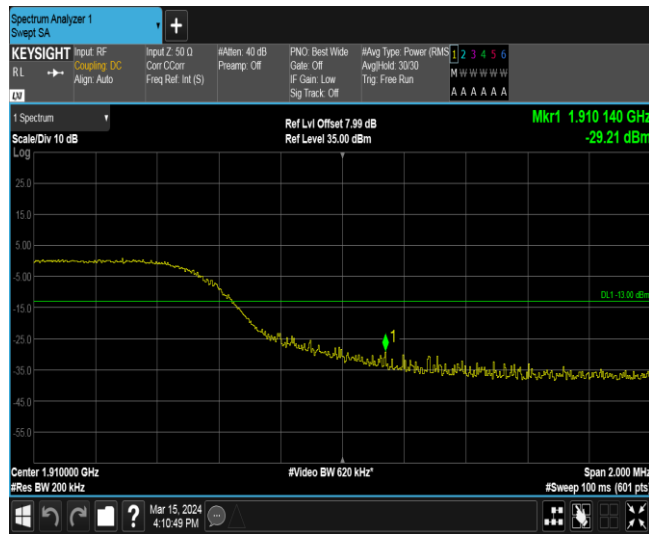 Spectrum Analyzer 1
Swept SA
+
KEYSIGHT
RL
LXI
Input: RF
Coupling: DC
Align: Auto
Input Z: 50 Ω
Corr CCorr
Freq Ref: Int (S)
#Atten: 40 dB
Preamp: Off
PNO: Best Wide
Gate: Off
IF Gain: Low
Sig Track: Off
#Avg Type: Power (RMS
Avg|Hold: 30/30
Trig: Free Run
1 2 3 4 5 6
M W W W W W
A A A A A A
1 Spectrum
Scale/Div 10 dB
Ref Lvl Offset 7.99 dB
Ref Level 35.00 dBm
Mkr1 1.910 140 GHz
-29.21 dBm
Log
25.0
15.0
5.00
-5.00
DL1 -13.00 dBm
-15.0
1
-25.0
-35.0
-45.0
-55.0
Center 1.910000 GHz
#Video BW 620 kHz*
Span 2.000 MHz
#Res BW 200 kHz
#Sweep 100 ms (601 pts
?
Mar 15, 2024
4:10:49 PM